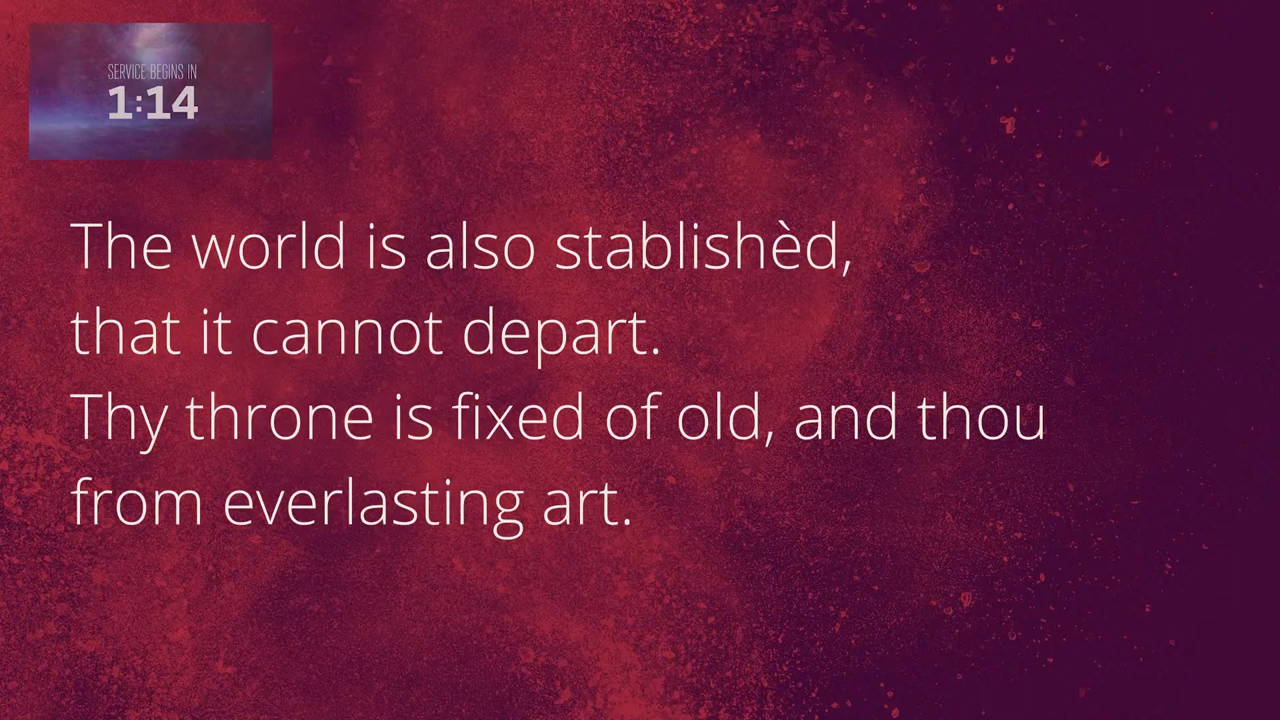 SERVICE BEGINS IN
1:14
The world is also stablishèd,
that it cannot depart.
Thy throne is fixed of old, and thou
from everlasting art.